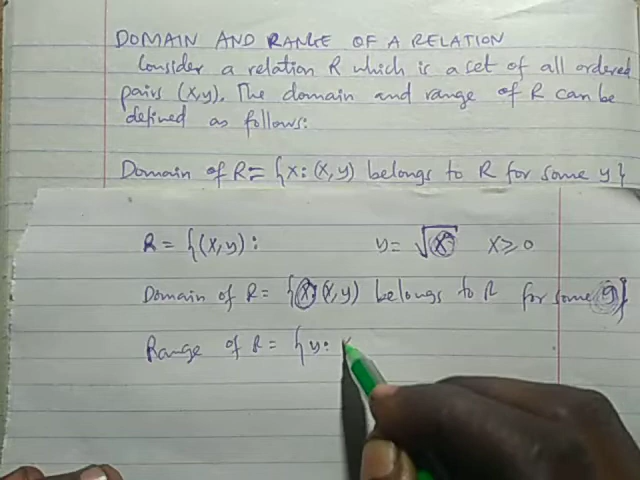 DOMAIN AND RANGE OF A RELATION
Consider a relation R which is a set of all ordered
pairs (x,y). The domain and range of R can be
defined as follows:
Domain of R = {x: (x,y) belongs to R for some y}
R = {(x,y): y = √x x ≥ 0
Domain of R = {x: (x,y) belongs to R for some y}
Range of R = {y: